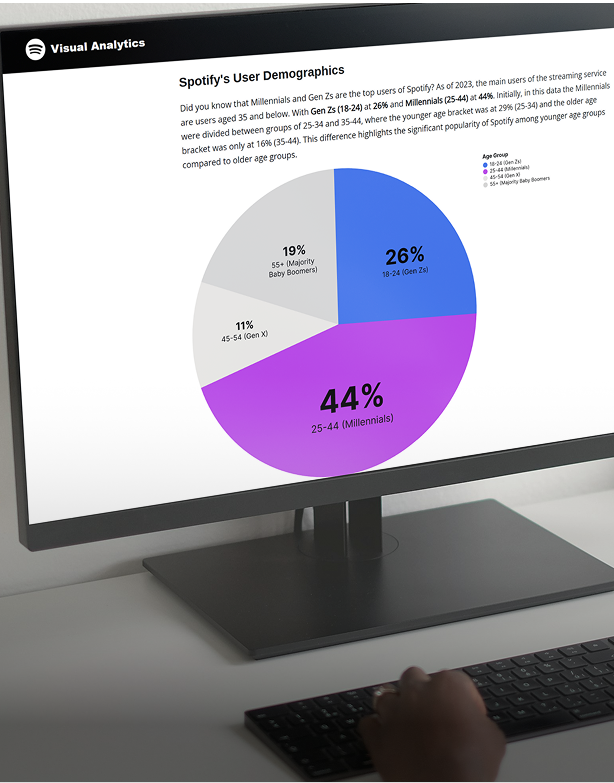 Visual Analytics
Spotify's User Demographics
Did you know that Millennials and Gen Zs are the top users of Spotify? As of 2023, the main users of the streaming service
are users aged 35 and below. With Gen Zs (18-24) at 26% and Millennials (25-44) at 44%. Initially, in this data the Millennials
were divided between groups of 25-34 and 35-44, where the younger age bracket was at 29% (25-34) and the older age
bracket was only at 16% (35-44). This difference highlights the significant popularity of Spotify among younger age groups
compared to older age groups.
Age Group
18-24 (Gen Zs)
25-44 (Millennials)
45-54 (Gen X)
55+ (Majority Baby Boomers
19%
55+ (Majority
Baby Boomers)
26%
18-24 (Gen Zs)
11%
45-54 (Gen X)
44%
25-44 (Millennials)